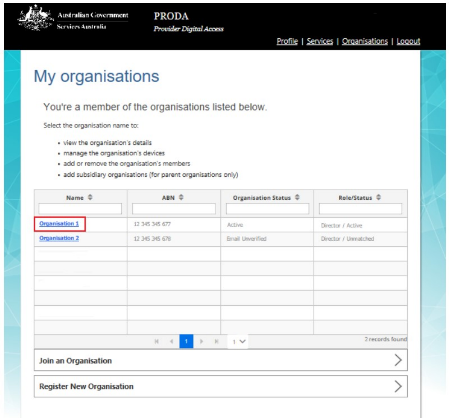 Australian Government
Services Australia
PRODA
Provider Digital Access
Profile | Services | Organisations | Logout
My organisations
You're a member of the organisations listed below.
Select the organisation name to:
• view the organisation's details
• manage the organisation's devices
• add or remove the organisation's members
• add subsidiary organisations (for parent organisations only)
Name ABN Organisation Status Role/Status
Organisation 1 12 345 345 677 Active Director / Active
Organisation 2 12 345 345 678 Email Unverified Director / Unmatched
1 1 2 records found
Join an Organisation
Register New Organisation